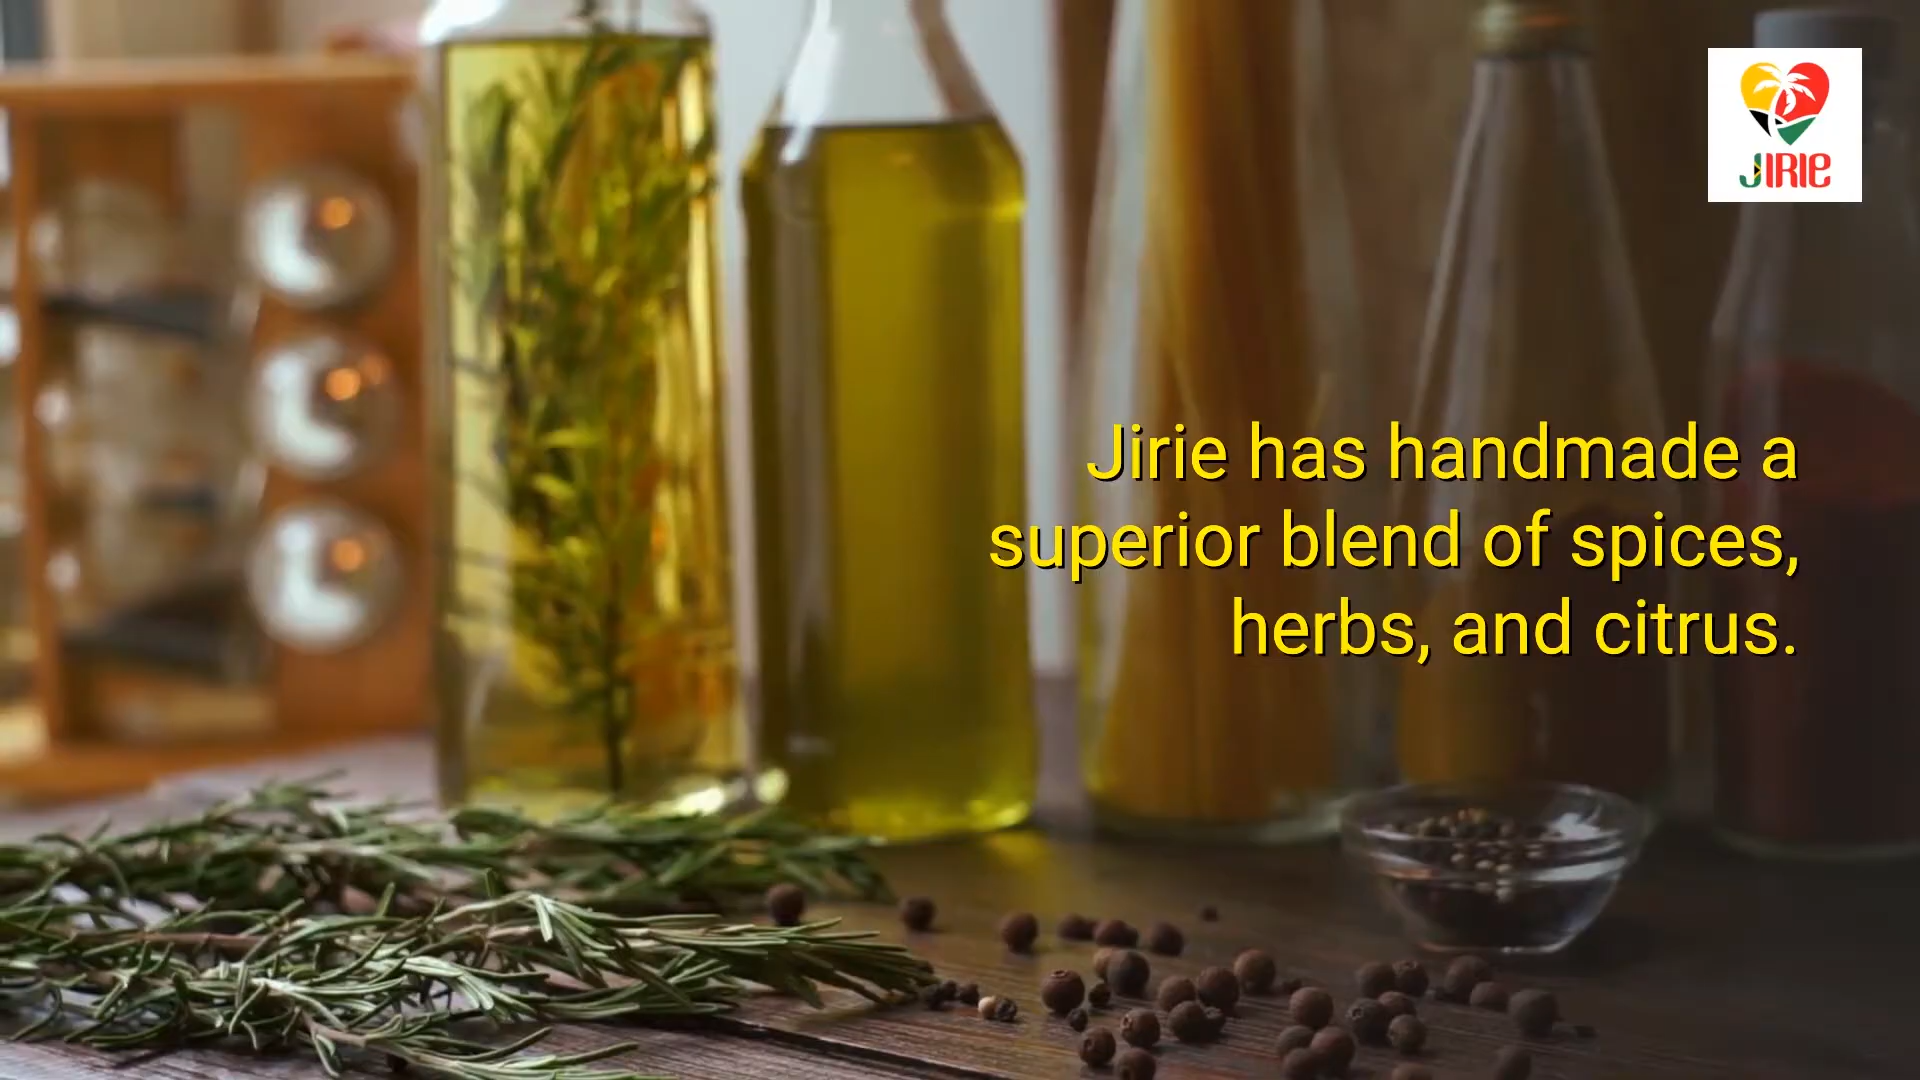 JIRIE
Jirie has handmade a
superior blend of spices,
herbs, and citrus.